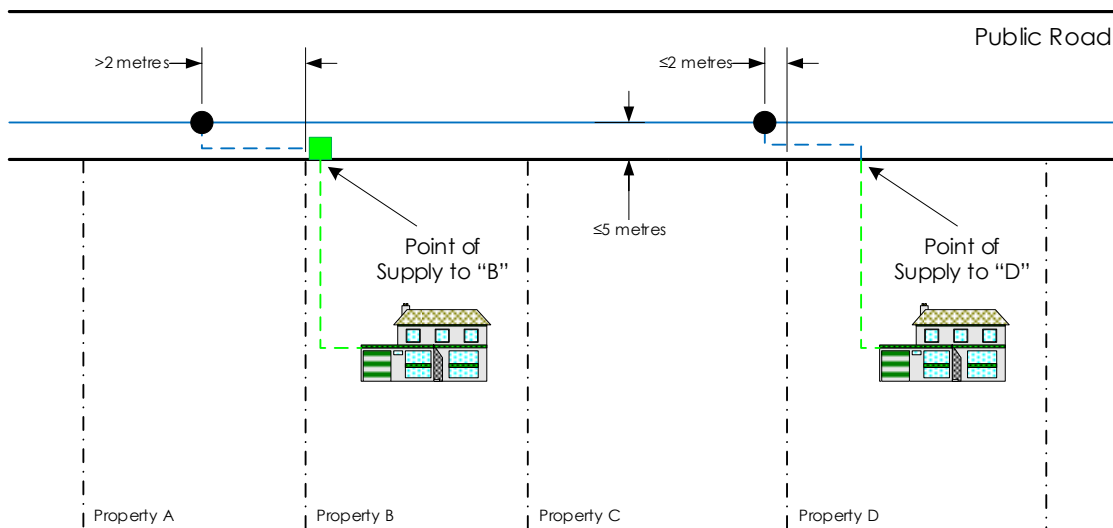 Public Road
>2 metres
≤2 metres
≤5 metres
Point of
Supply to “B”
Point of
Supply to “D”
Property A
Property B
Property C
Property D